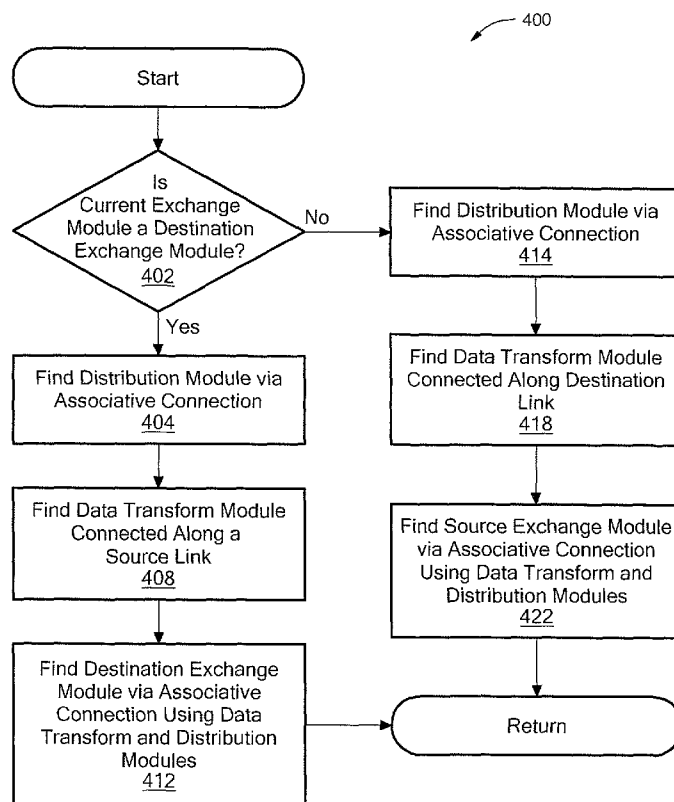 400
Start
Is
Current Exchange
Module a Destination
Exchange Module?
402
No
Yes
Find Distribution Module via
Associative Connection
404
Find Data Transform Module
Connected Along a
Source Link
408
Find Destination Exchange
Module via Associative
Connection Using Data
Transform and Distribution
Modules
412
Find Distribution Module via
Associative Connection
414
Find Data Transform Module
Connected Along Destination
Link
418
Find Source Exchange Module
via Associative Connection
Using Data Transform and
Distribution Modules
422
Return